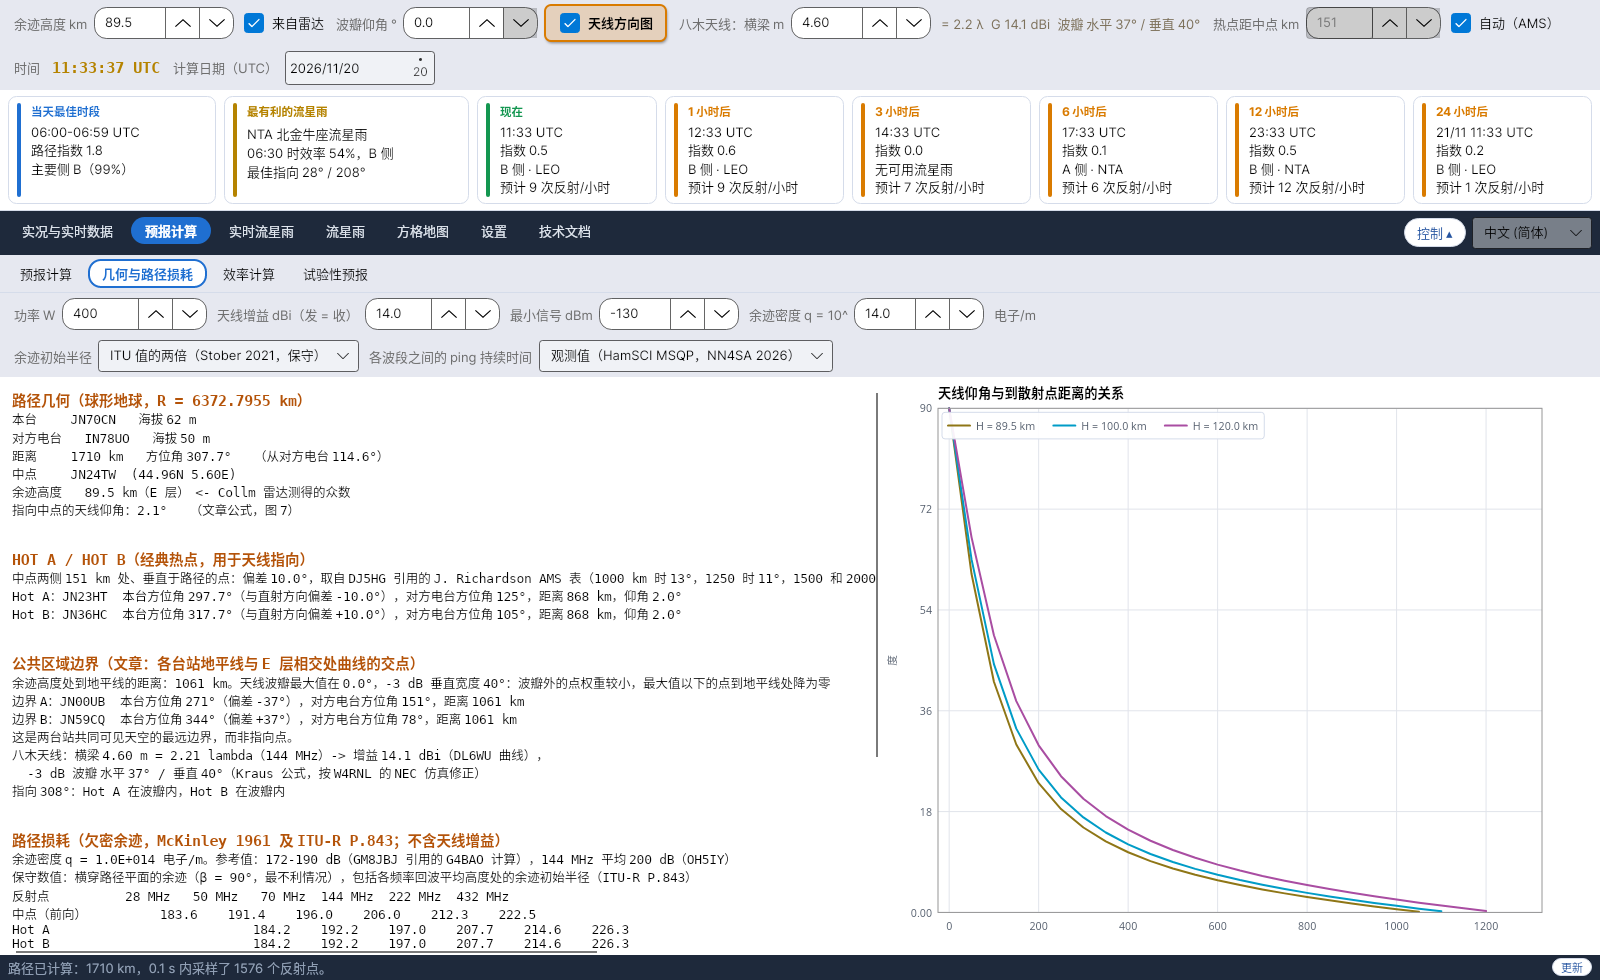 余迹高度 km 89.5 来自雷达 波瓣仰角 ° 0.0 天线方向图 八木天线：横梁 m 4.60 = 2.2 λ G 14.1 dBi 波瓣 水平 37° / 垂直 40° 热点距中点 km 151 自动（AMS）
时间 11:33:37 UTC 计算日期（UTC） 2026/11/20 20
当天最佳时段
06:00-06:59 UTC
路径指数 1.8
主要侧 B（99%）
最有利的流星雨
NTA 北金牛座流星雨
06:30 时效率 54%，B 侧
最佳指向 28° / 208°
现在
11:33 UTC
指数 0.5
B 侧 · LEO
预计 9 次反射/小时
1 小时后
12:33 UTC
指数 0.6
B 侧 · LEO
预计 9 次反射/小时
3 小时后
14:33 UTC
指数 0.0
无可用流星雨
预计 7 次反射/小时
6 小时后
17:33 UTC
指数 0.1
A 侧 · NTA
预计 6 次反射/小时
12 小时后
23:33 UTC
指数 0.5
B 侧 · NTA
预计 12 次反射/小时
24 小时后
21/11 11:33 UTC
指数 0.2
B 侧 · LEO
预计 1 次反射/小时
实况与实时数据 预报计算 实时流星雨 流星雨 方格地图 设置 技术文档 控制 ▴ 中文 (简体)
预报计算 几何与路径损耗 效率计算 试验性预报
功率 W 400 天线增益 dBi（发 = 收） 14.0 最小信号 dBm -130 余迹密度 q = 10^ 14.0 电子/m
余迹初始半径 ITU 值的两倍（Stober 2021，保守） 各波段之间的 ping 持续时间 观测值（HamSCI MSQP，NN4SA 2026）
路径几何（球形地球，R = 6372.7955 km）
本台 JN70CN 海拔 62 m
对方电台 IN78UO 海拔 50 m
距离 1710 km 方位角 307.7° （从对方电台 114.6°）
中点 JN24TW (44.96N 5.60E)
余迹高度 89.5 km（E 层） <- Collm 雷达测得的众数
指向中点的天线仰角：2.1° （文章公式，图 7）
HOT A / HOT B（经典热点，用于天线指向）
中点两侧 151 km 处、垂直于路径的点：偏差 10.0°，取自 DJ5HG 引用的 J. Richardson AMS 表（1000 km 时 13°，1250 时 11°，1500 和 2000
Hot A：JN23HT 本台方位角 297.7°（与直射方向偏差 -10.0°），对方电台方位角 125°，距离 868 km，仰角 2.0°
Hot B：JN36HC 本台方位角 317.7°（与直射方向偏差 +10.0°），对方电台方位角 105°，距离 868 km，仰角 2.0°
公共区域边界（文章：各台站地平线与 E 层相交处曲线的交点）
余迹高度处到地平线的距离：1061 km。天线波瓣最大值在 0.0°，-3 dB 垂直宽度 40°：波瓣外的点权重较小，最大值以下的点到地平线处降为零
边界 A：JN00UB 本台方位角 271°（偏差 -37°），对方电台方位角 151°，距离 1061 km
边界 B：JN59CQ 本台方位角 344°（偏差 +37°），对方电台方位角 78°，距离 1061 km
这是两台站共同可见天空的最远边界，而非指向点。
八木天线：横梁 4.60 m = 2.21 lambda（144 MHz）-> 增益 14.1 dBi（DL6WU 曲线），
-3 dB 波瓣 水平 37° / 垂直 40°（Kraus 公式，按 W4RNL 的 NEC 仿真修正）
指向 308°：Hot A 在波瓣内，Hot B 在波瓣内
路径损耗（欠密余迹，McKinley 1961 及 ITU-R P.843；不含天线增益）
余迹密度 q = 1.0E+014 电子/m。参考值：172-190 dB（GM8JBJ 引用的 G4BAO 计算），144 MHz 平均 200 dB（OH5IY）
保守数值：横穿路径平面的余迹（β = 90°，最不利情况），包括各频率回波平均高度处的余迹初始半径（ITU-R P.843）
反射点 28 MHz 50 MHz 70 MHz 144 MHz 222 MHz 432 MHz
中点（前向） 183.6 191.4 196.0 206.0 212.3 222.5
Hot A 184.2 192.2 197.0 207.7 214.6 226.3
Hot B 184.2 192.2 197.0 207.7 214.6 226.3
天线仰角与到散射点距离的关系
H = 89.5 km H = 100.0 km H = 120.0 km
度
90
72
54
36
18
0.00
0 200 400 600 800 1000 1200
路径已计算：1710 km，0.1 s 内采样了 1576 个反射点。 更新